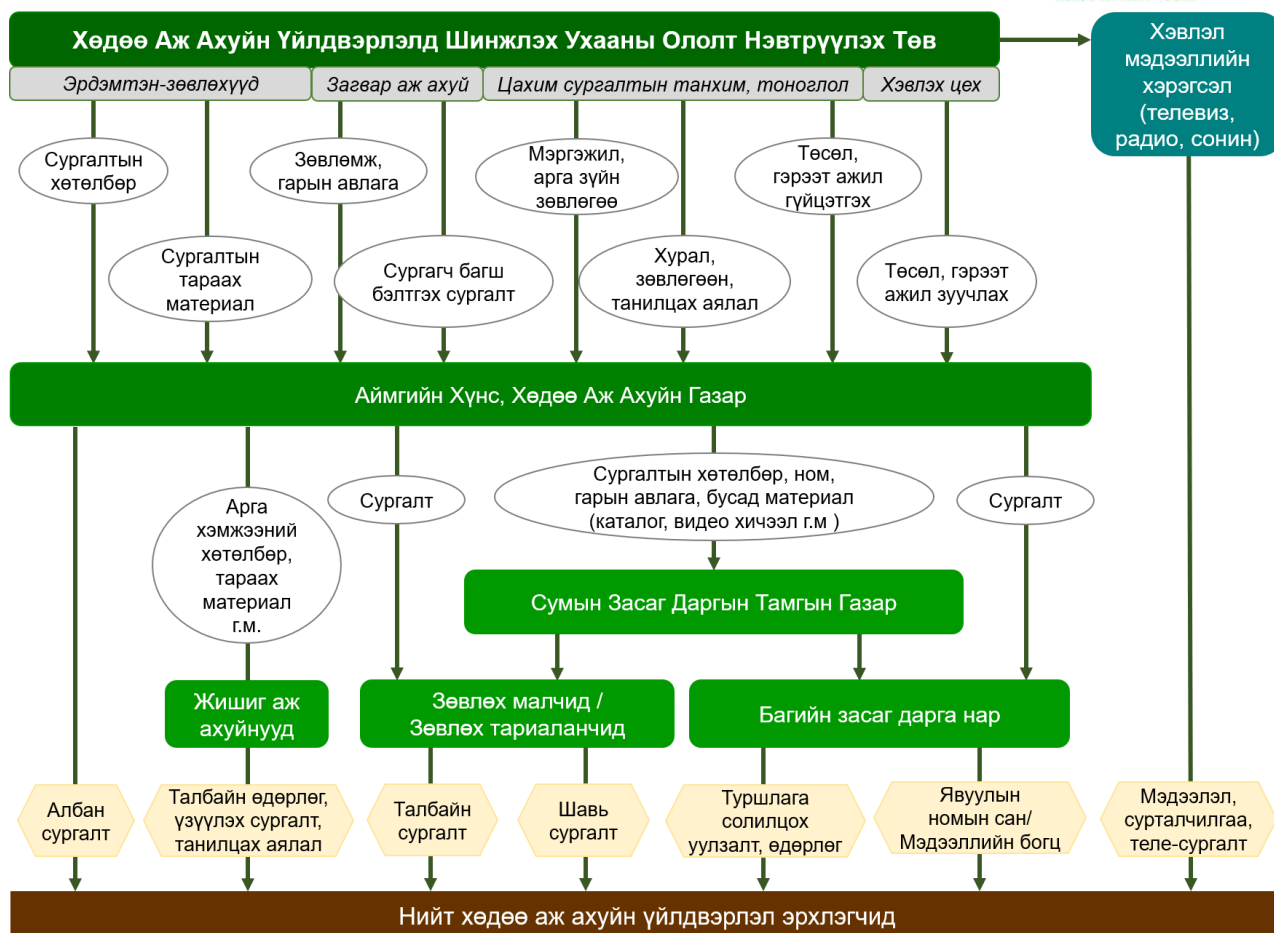 Хөдөө Аж Ахуйн Үйлдвэрлэлд Шинжлэх Ухааны Ололт Нэвтрүүлэх Төв
Хэвлэл
мэдээллийн
хэрэгсэл
(телевиз,
радио, сонин)
Эрдэмтэн-зөвлөхүүд
Загвар аж ахуй
Цахим сургалтын танхим, тоноглол
Хэвлэх цех
Сургалтын
хөтөлбөр
Зөвлөмж,
гарын авлага
Мэргэжил,
арга зүйн
зөвлөгөө
Төсөл,
гэрээт ажил
гүйцэтгэх
Сургалтын
тараах
материал
Сургагч багш
бэлтгэх сургалт
Хурал,
зөвлөгөөн,
танилцах аялал
Төсөл, гэрээт
ажил зуучлах
Аймгийн Хүнс, Хөдөө Аж Ахуйн Газар
Арга
хэмжээний
хөтөлбөр,
тараах
материал
г.м.
Сургалт
Сургалтын хөтөлбөр, ном,
гарын авлага, бусад материал
(каталог, видео хичээл г.м )
Сургалт
Сумын Засаг Даргын Тамгын Газар
Жишиг аж
ахуйнууд
Зөвлөх малчид /
Зөвлөх тариаланчид
Багийн засаг дарга нар
Албан
сургалт
Талбайн өдөрлөг,
үзүүлэх сургалт,
танилцах аялал
Талбайн
сургалт
Шавь
сургалт
Туршлага
солилцох
уулзалт, өдөрлөг
Явуулын
номын сан/
Мэдээллийн богц
Мэдээлэл,
сурталчилгаа,
теле-сургалт
Нийт хөдөө аж ахуйн үйлдвэрлэл эрхлэгчид